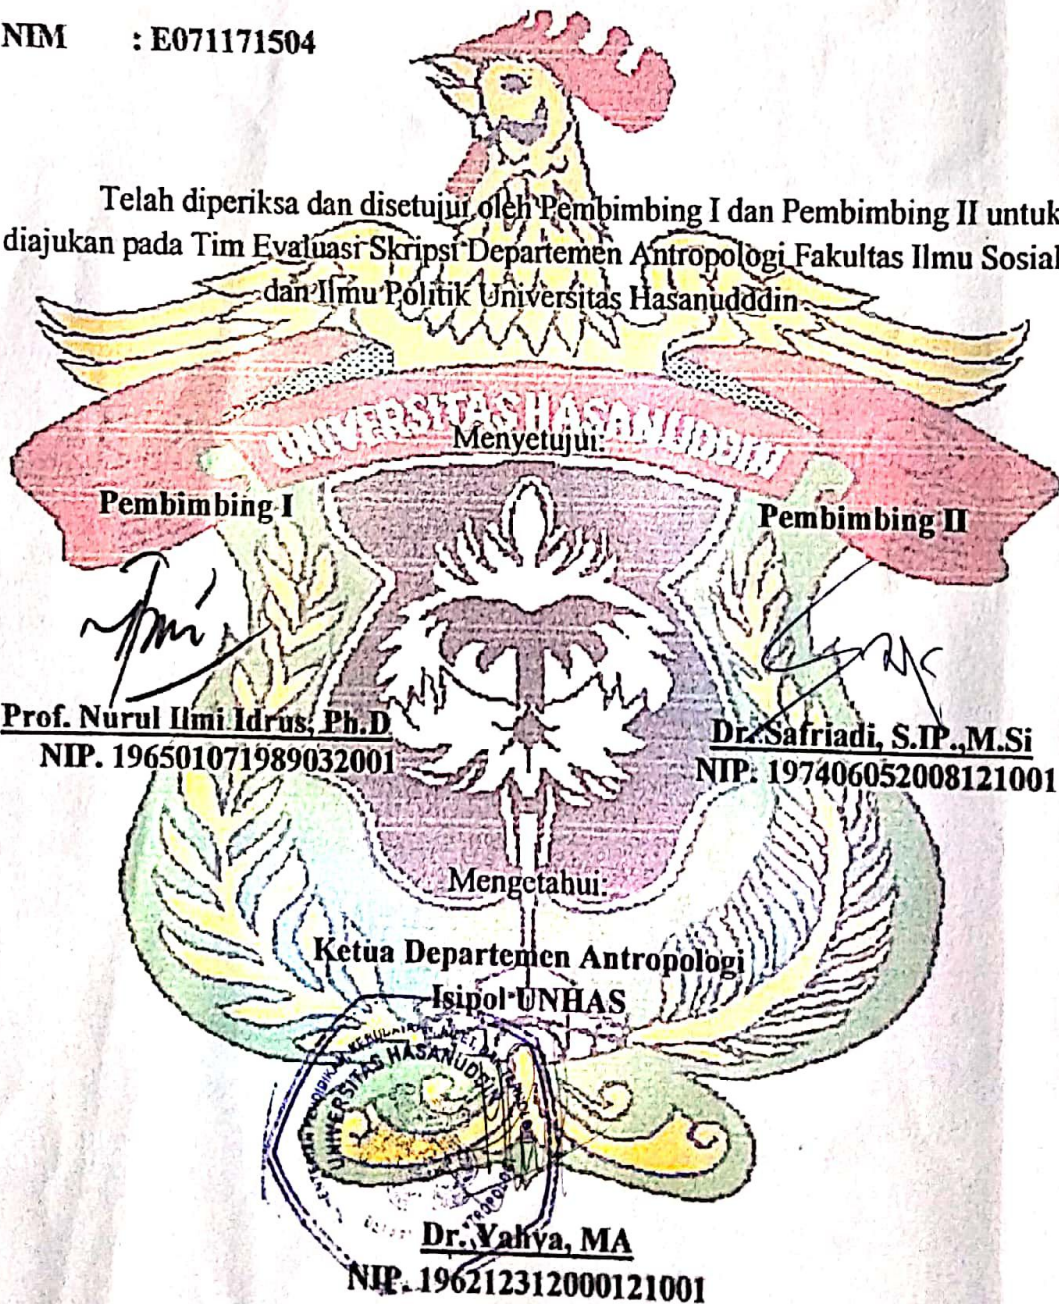 NIM : E071171504
Telah diperiksa dan disetujui oleh Pembimbing I dan Pembimbing II untuk
diajukan pada Tim Evaluasi Skripsi Departemen Antropologi Fakultas Ilmu Sosial
dan Ilmu Politik Universitas Hasanudddin
UNIVERSITAS HASANUDDIN
Menyetujui:
Pembimbing I
Pembimbing II
Prof. Nurul Ilmi Idrus, Ph.D
Dr. Safriadi, S.IP.,M.Si
NIP. 196501071989032001
NIP. 197406052008121001
Mengetahui:
Ketua Departemen Antropologi
Isipol UNHAS
UNIVERSITAS HASANUDDIN
Dr. Yahya, MA
NIP. 196212312000121001